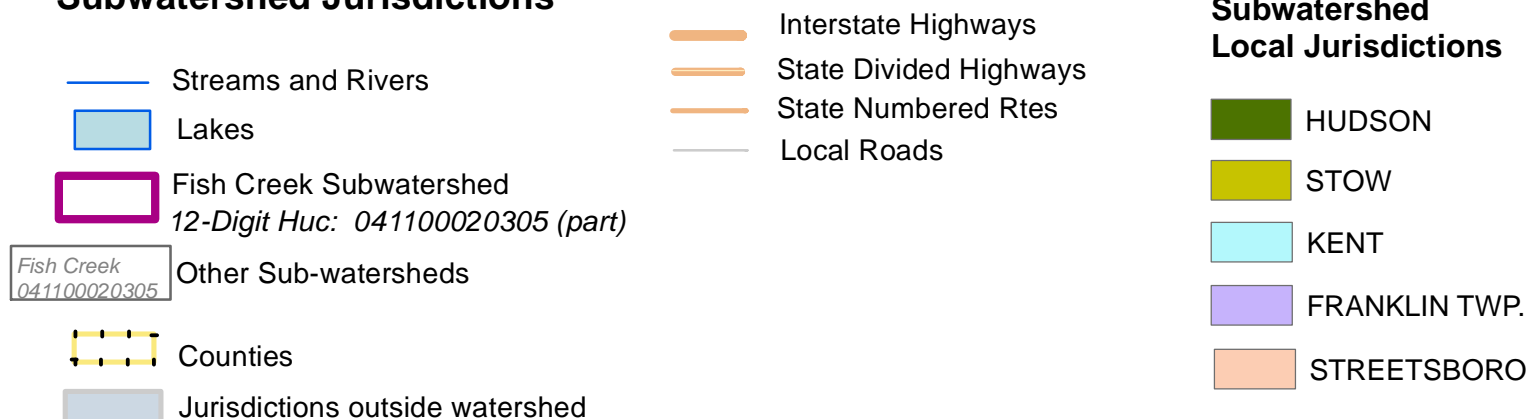 Subwatershed Jurisdictions
Streams and Rivers
Lakes
Fish Creek Subwatershed
12-Digit Huc: 041100020305 (part)
Fish Creek
041100020305
Other Sub-watersheds
Counties
Jurisdictions outside watershed
Interstate Highways
State Divided Highways
State Numbered Rtes
Local Roads
Subwatershed
Local Jurisdictions
HUDSON
STOW
KENT
FRANKLIN TWP.
STREETSBORO